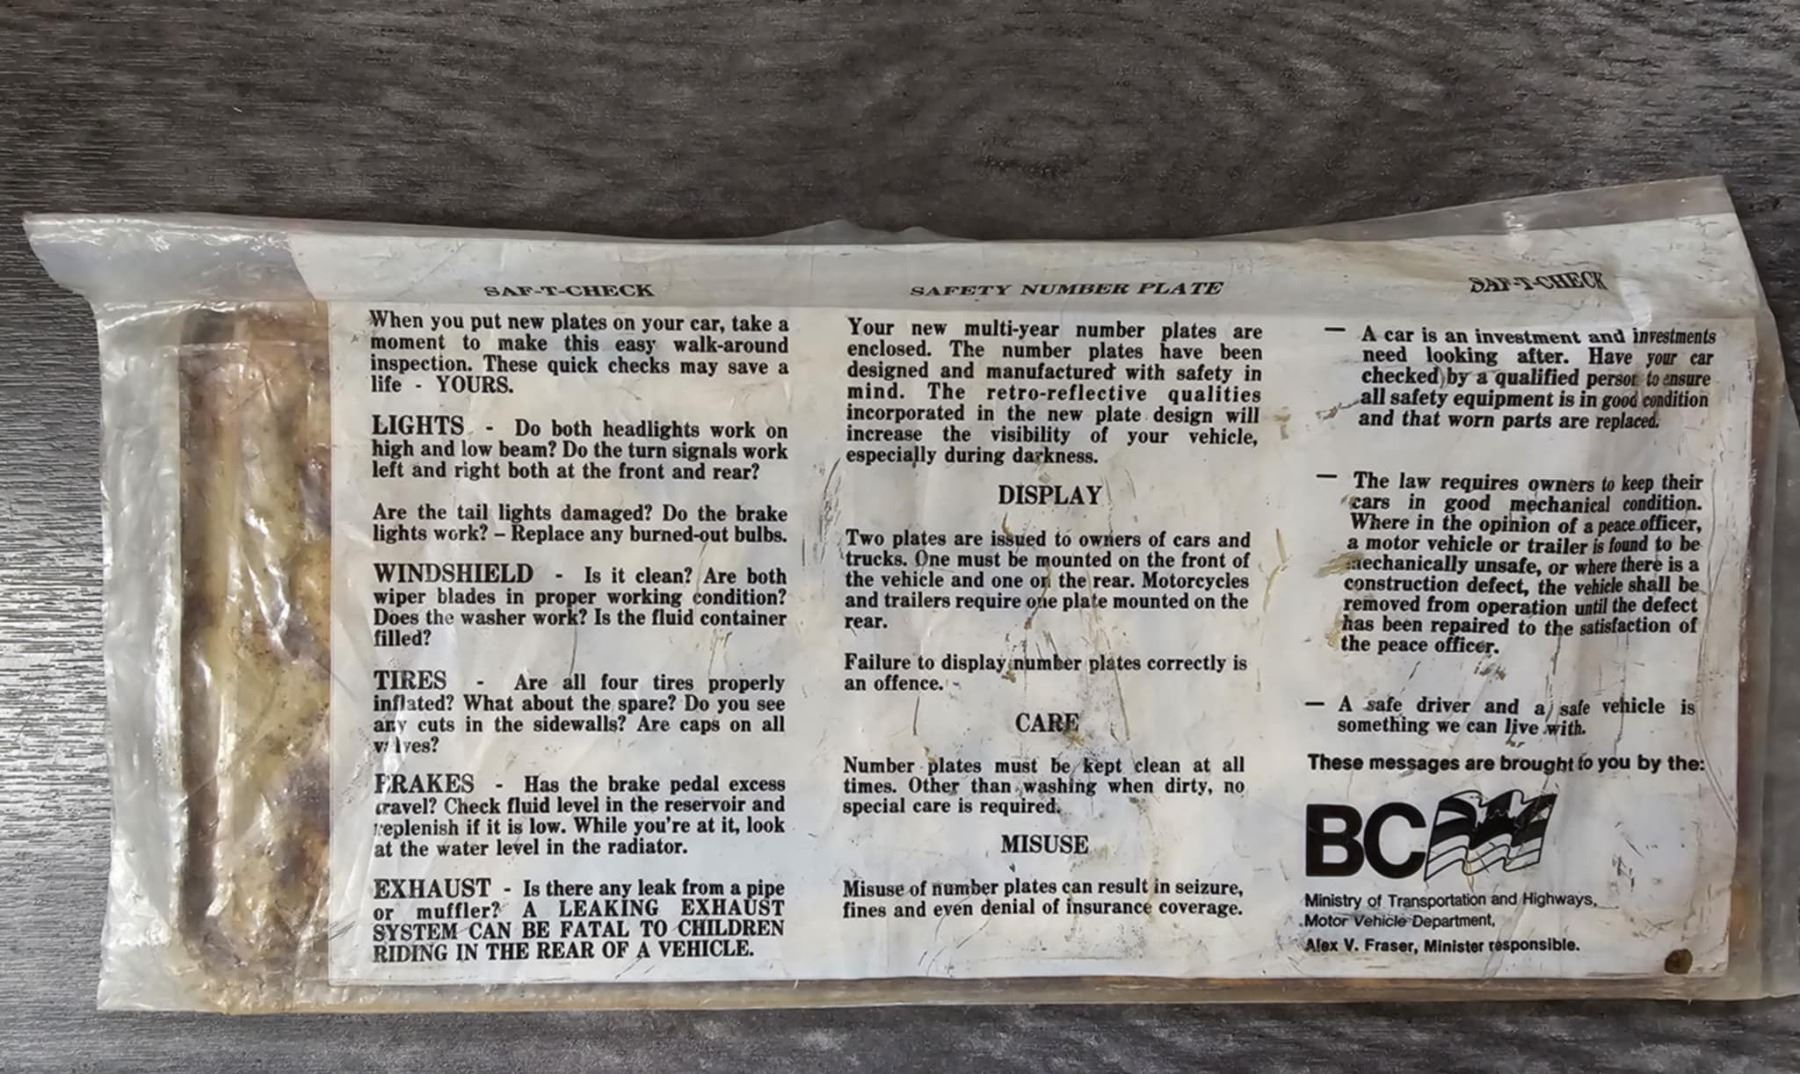 SAF-T-CHECK
When you put new plates on your car, take a
moment to make this easy walk-around
inspection. These quick checks may save a
life - YOURS.
LIGHTS - Do both headlights work on
high and low beam? Do the turn signals work
left and right both at the front and rear?
Are the tail lights damaged? Do the brake
lights work? – Replace any burned-out bulbs.
WINDSHIELD - Is it clean? Are both
wiper blades in proper working condition?
Does the washer work? Is the fluid container
filled?
TIRES - Are all four tires properly
inflated? What about the spare? Do you see
any cuts in the sidewalls? Are caps on all
valves?
BRAKES - Has the brake pedal excess
travel? Check fluid level in the reservoir and
replenish if it is low. While you're at it, look
at the water level in the radiator.
EXHAUST - Is there any leak from a pipe
or muffler? A LEAKING EXHAUST
SYSTEM CAN BE FATAL TO CHILDREN
RIDING IN THE REAR OF A VEHICLE.
SAFETY NUMBER PLATE
Your new multi-year number plates are
enclosed. The number plates have been
designed and manufactured with safety in
mind. The retro-reflective qualities
incorporated in the new plate design will
increase the visibility of your vehicle,
especially during darkness.
DISPLAY
Two plates are issued to owners of cars and
trucks. One must be mounted on the front of
the vehicle and one on the rear. Motorcycles
and trailers require one plate mounted on the
rear.
Failure to display number plates correctly is
an offence.
CARE
Number plates must be kept clean at all
times. Other than washing when dirty, no
special care is required.
MISUSE
Misuse of number plates can result in seizure,
fines and even denial of insurance coverage.
SAF-T-CHECK
— A car is an investment and investments
need looking after. Have your car
checked by a qualified person to ensure
all safety equipment is in good condition
and that worn parts are replaced.
— The law requires owners to keep their
cars in good mechanical condition.
Where in the opinion of a peace officer,
a motor vehicle or trailer is found to be
mechanically unsafe, or where there is a
construction defect, the vehicle shall be
removed from operation until the defect
has been repaired to the satisfaction of
the peace officer.
— A safe driver and a safe vehicle is
something we can live with.
These messages are brought to you by the:
BC
Ministry of Transportation and Highways,
Motor Vehicle Department,
Alex V. Fraser, Minister responsible.